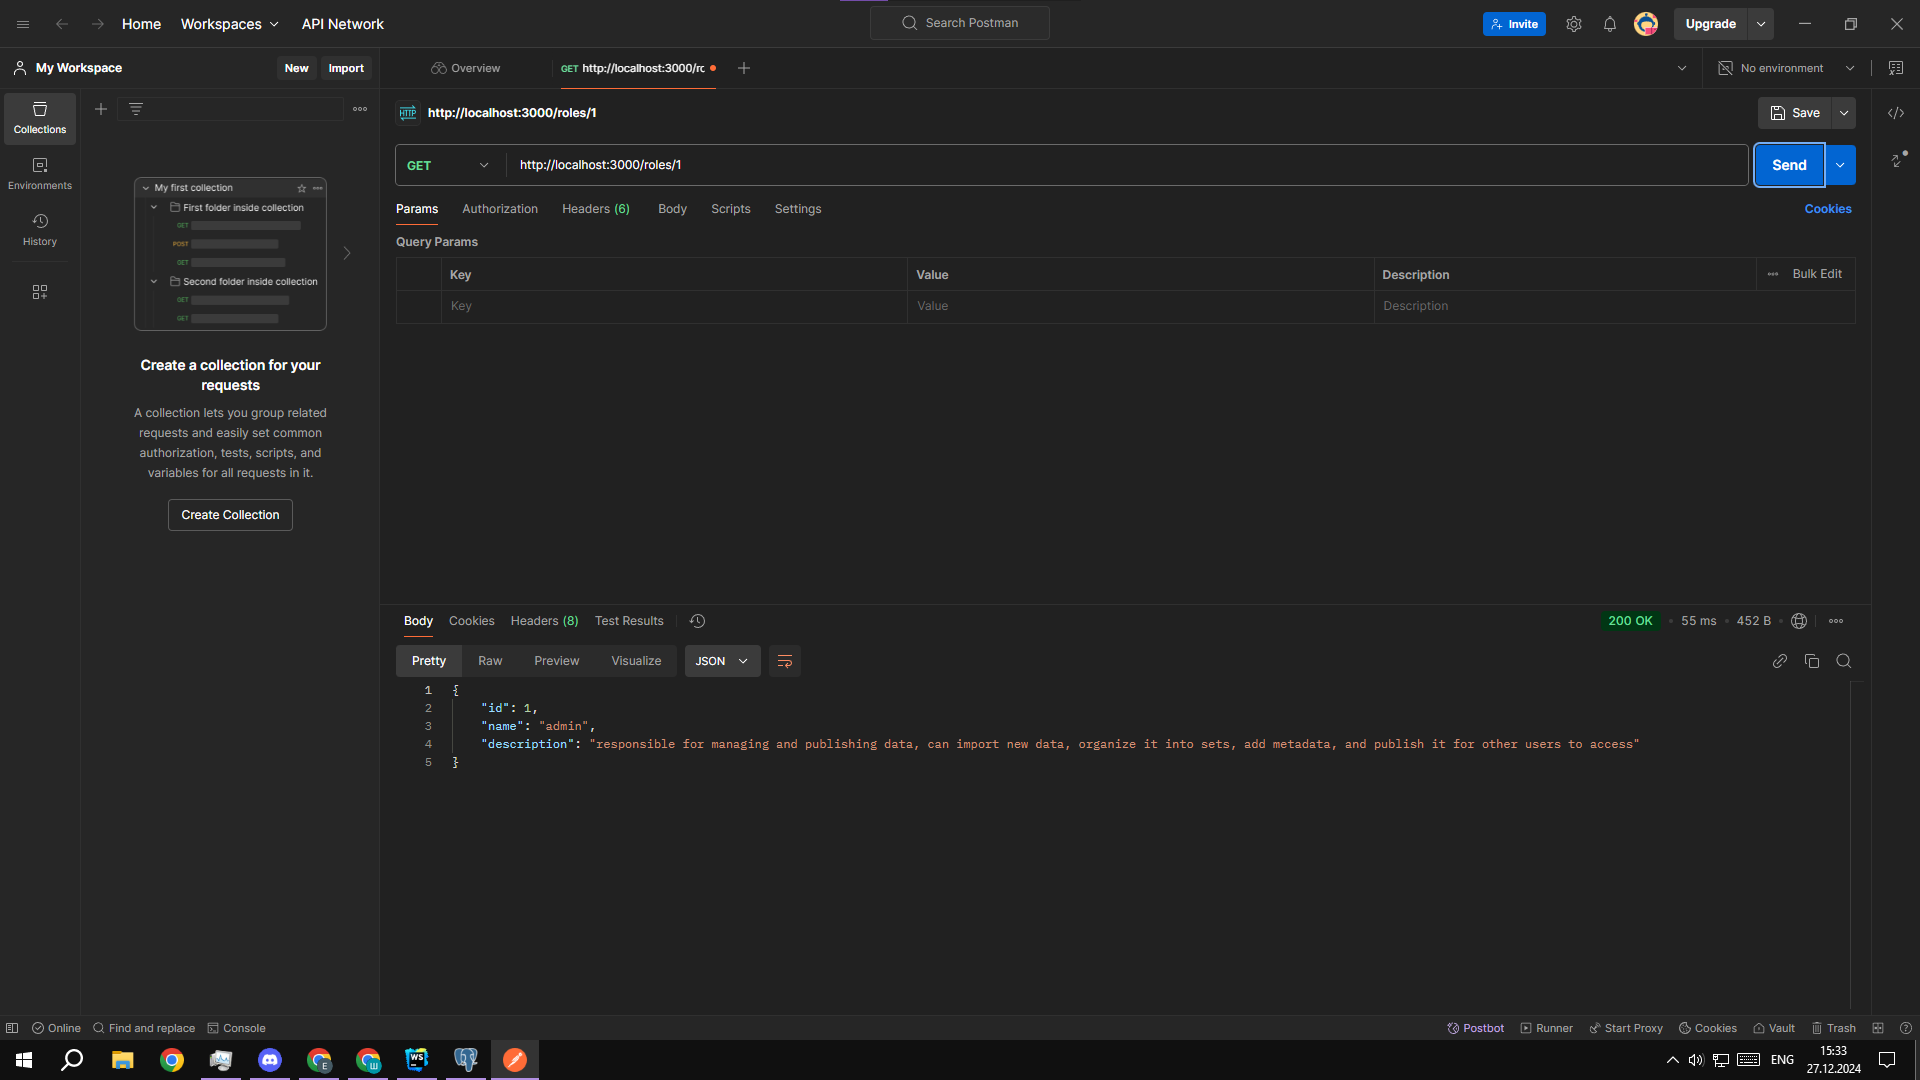 Home
Workspaces
API Network
Search Postman
Invite
Upgrade
My Workspace
New
Import
Overview
GET http://localhost:3000/rc
No environment
Collections
Environments
History
My first collection
First folder inside collection
GET
POST
GET
Second folder inside collection
GET
GET
Create a collection for your
requests
A collection lets you group related
requests and easily set common
authorization, tests, scripts, and
variables for all requests in it.
Create Collection
HTTP http://localhost:3000/roles/1
Save
GET
http://localhost:3000/roles/1
Send
Params
Authorization
Headers (6)
Body
Scripts
Settings
Cookies
Query Params
Key
Value
Description
Bulk Edit
Key
Value
Description
Body
Cookies
Headers (8)
Test Results
200 OK
55 ms
452 B
Pretty
Raw
Preview
Visualize
JSON
1 {
2 "id": 1,
3 "name": "admin",
4 "description": "responsible for managing and publishing data, can import new data, organize it into sets, add metadata, and publish it for other users to access"
5 }
Online
Find and replace
Console
Postbot
Runner
Start Proxy
Cookies
Vault
Trash
E
Ш
WS
ENG
15:33
27.12.2024